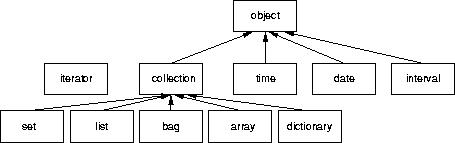 object
iterator collection time date interval
set list bag array dictionary